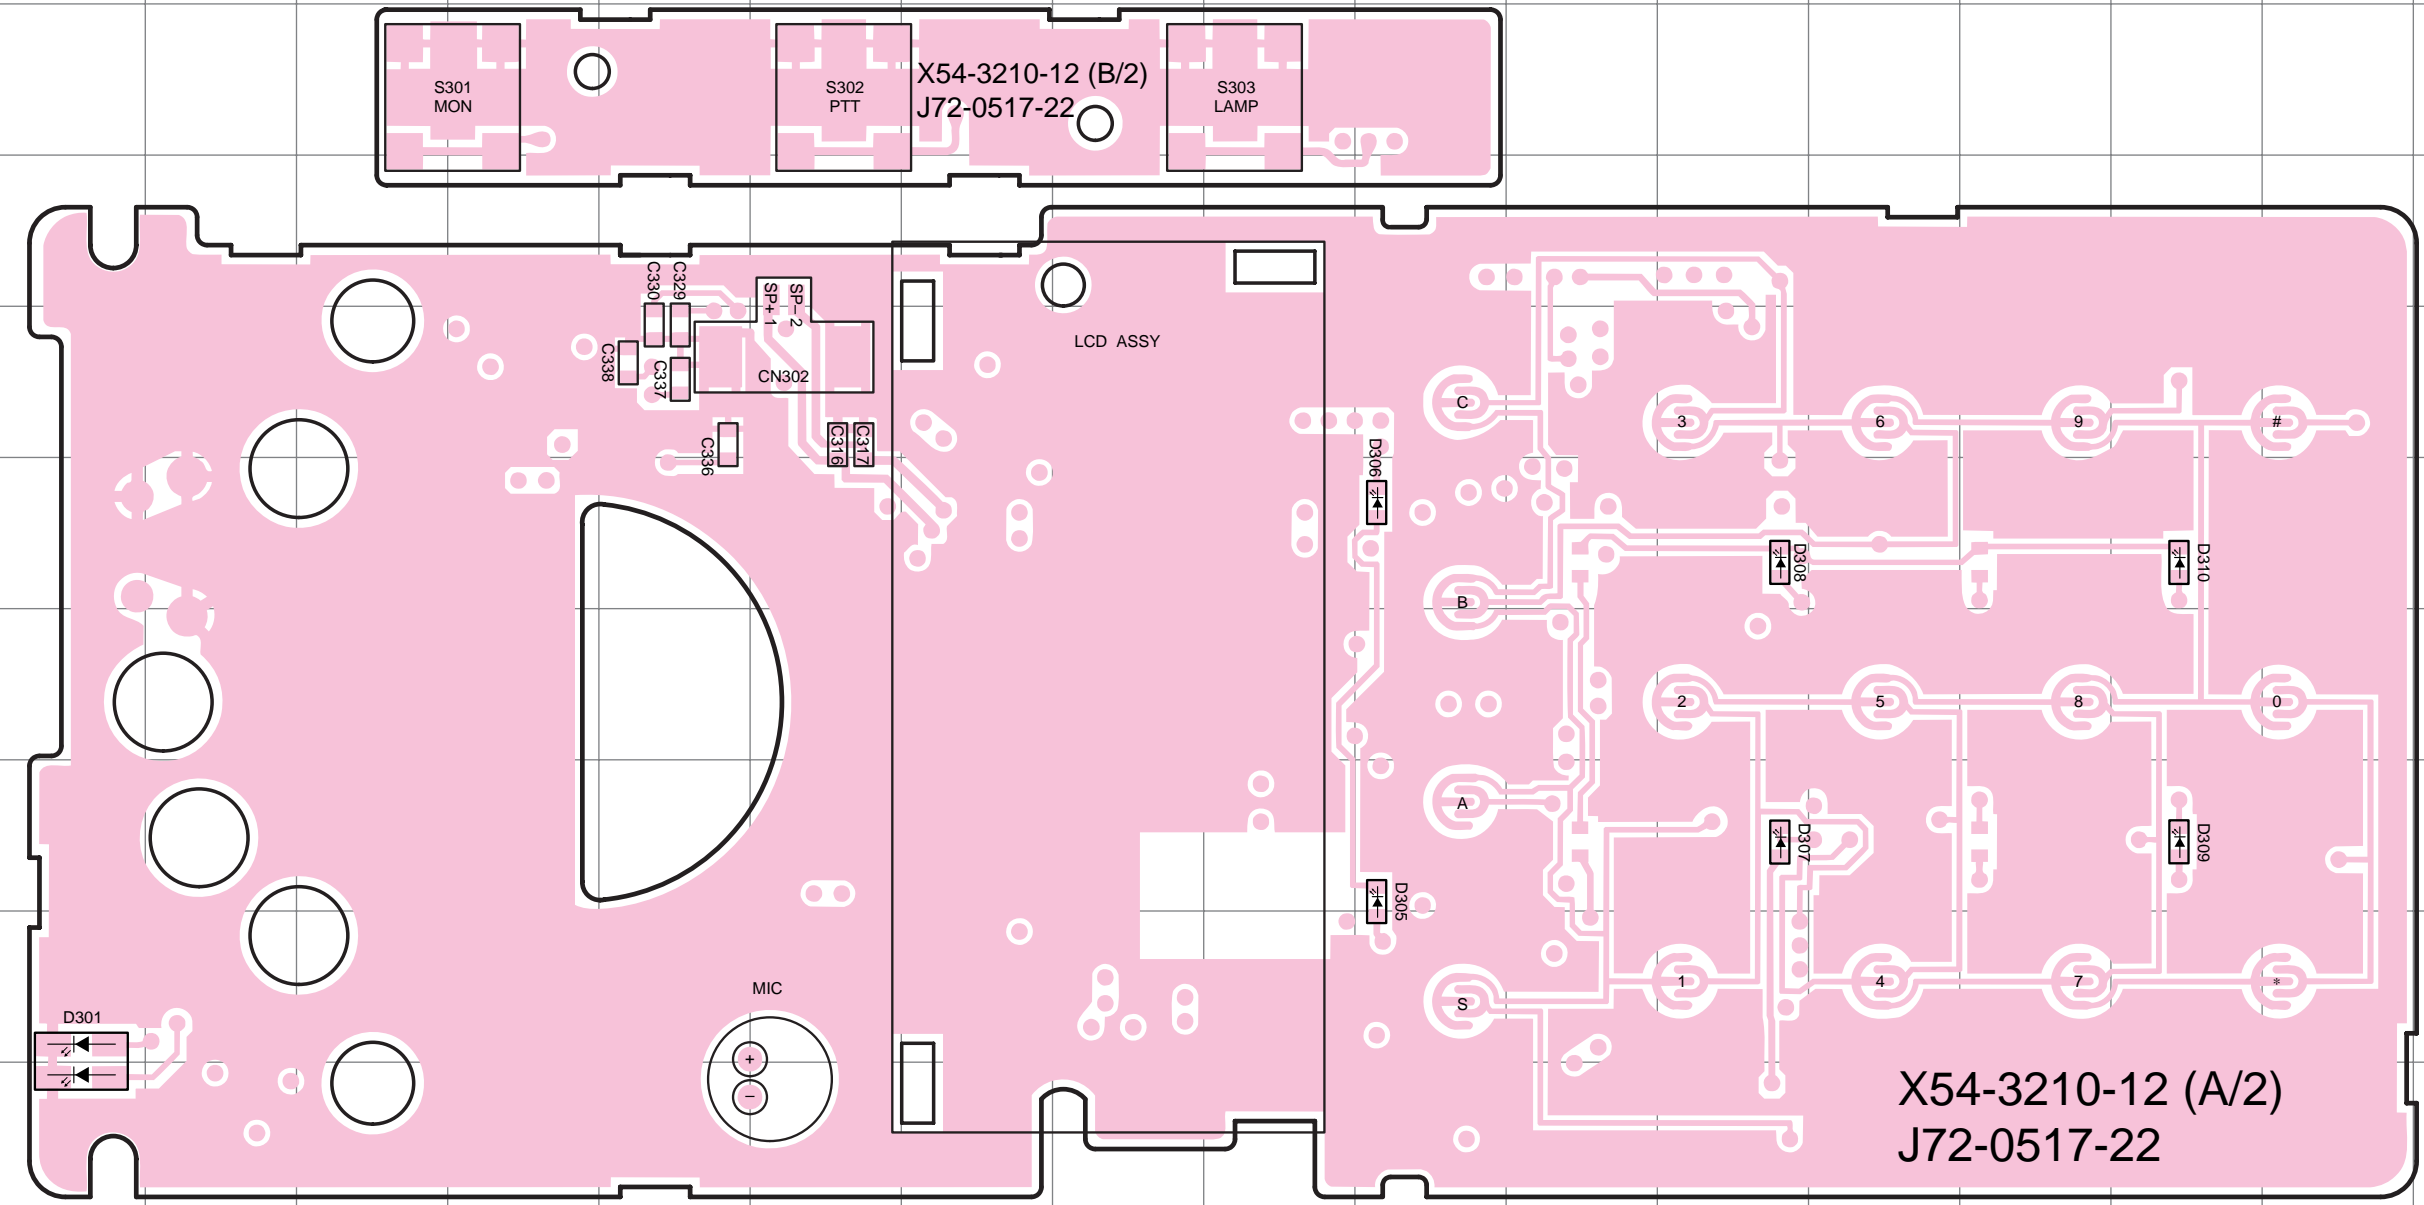 S301
MON
S302
PTT
X54-3210-12 (B/2)
J72-0517-22
S303
LAMP
C330
C329
SP+ 1
SP- 2
C338
C337
CN302
LCD ASSY
C336
C316
C317
D306
C
3
6
9
#
D308
D310
B
2
5
8
0
A
D307
D309
D305
MIC
+
−
S
1
4
7
*
D301
X54-3210-12 (A/2)
J72-0517-22